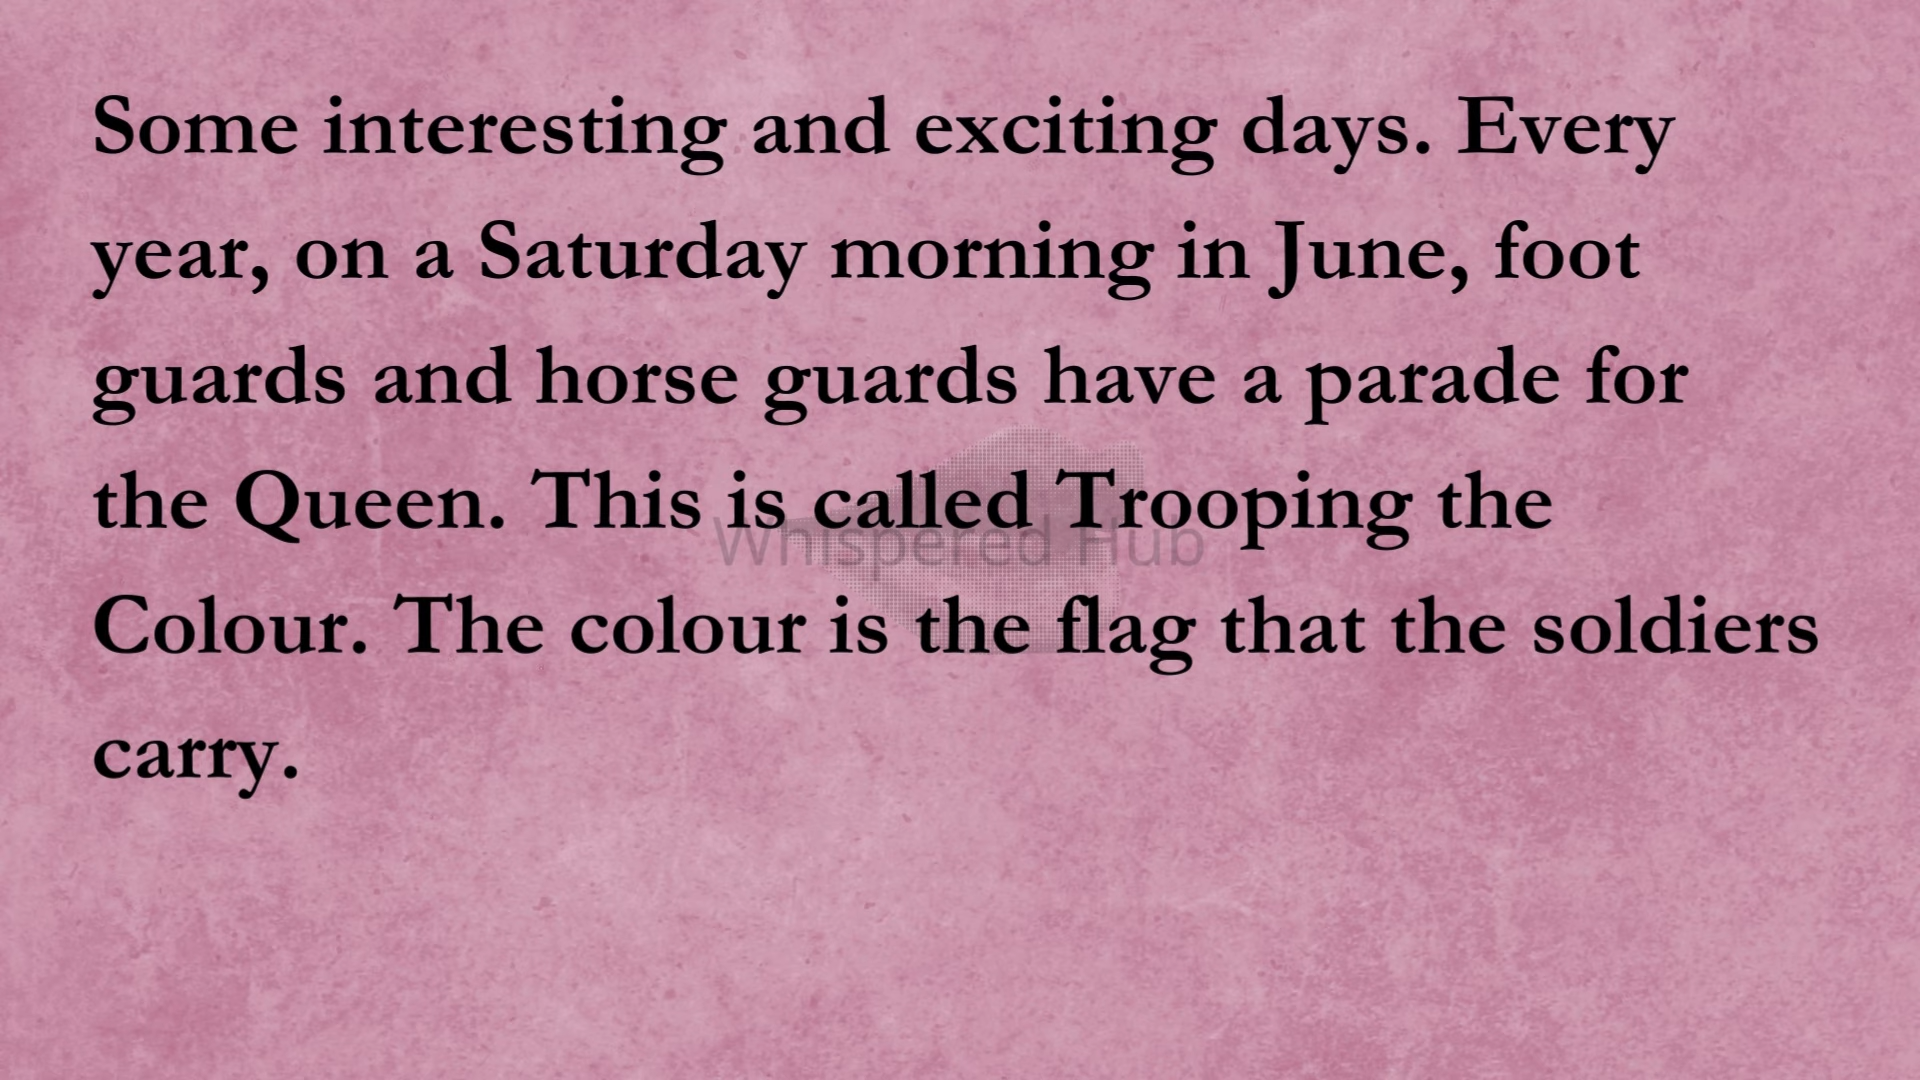 Some interesting and exciting days. Every
year, on a Saturday morning in June, foot
guards and horse guards have a parade for
the Queen. This is called Trooping the
Whispered Hub
Colour. The colour is the flag that the soldiers
carry.